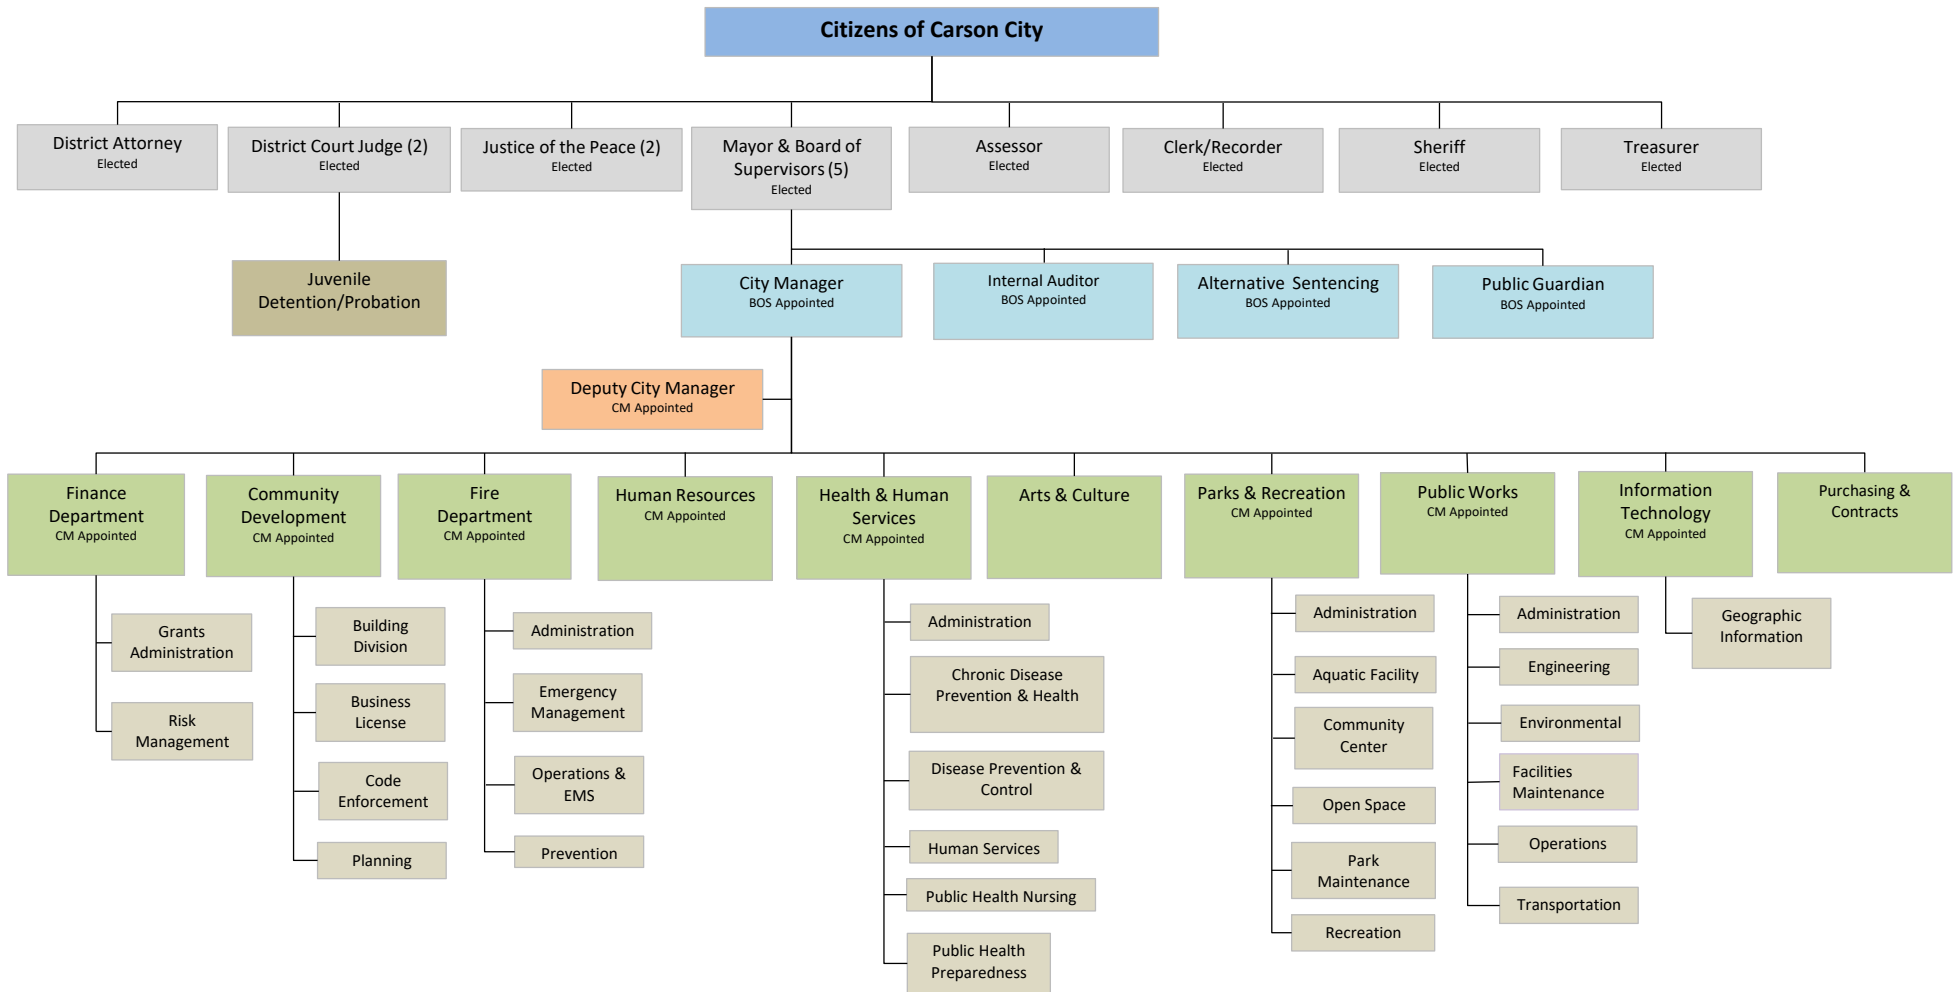 Citizens of Carson City
District Attorney
Elected
District Court Judge (2)
Elected
Justice of the Peace (2)
Elected
Mayor & Board of
Supervisors (5)
Elected
Assessor
Elected
Clerk/Recorder
Elected
Sheriff
Elected
Treasurer
Elected
Juvenile
Detention/Probation
City Manager
BOS Appointed
Internal Auditor
BOS Appointed
Alternative Sentencing
BOS Appointed
Public Guardian
BOS Appointed
Deputy City Manager
CM Appointed
Finance
Department
CM Appointed
Community
Development
CM Appointed
Fire
Department
CM Appointed
Human Resources
CM Appointed
Health & Human
Services
CM Appointed
Arts & Culture
Parks & Recreation
CM Appointed
Public Works
CM Appointed
Information
Technology
CM Appointed
Purchasing &
Contracts
Grants
Administration
Risk
Management
Building
Division
Business
License
Code
Enforcement
Planning
Administration
Emergency
Management
Operations &
EMS
Prevention
Administration
Chronic Disease
Prevention & Health
Disease Prevention &
Control
Human Services
Public Health Nursing
Public Health
Preparedness
Administration
Aquatic Facility
Community
Center
Open Space
Park
Maintenance
Recreation
Administration
Engineering
Environmental
Facilities
Maintenance
Operations
Transportation
Geographic
Information